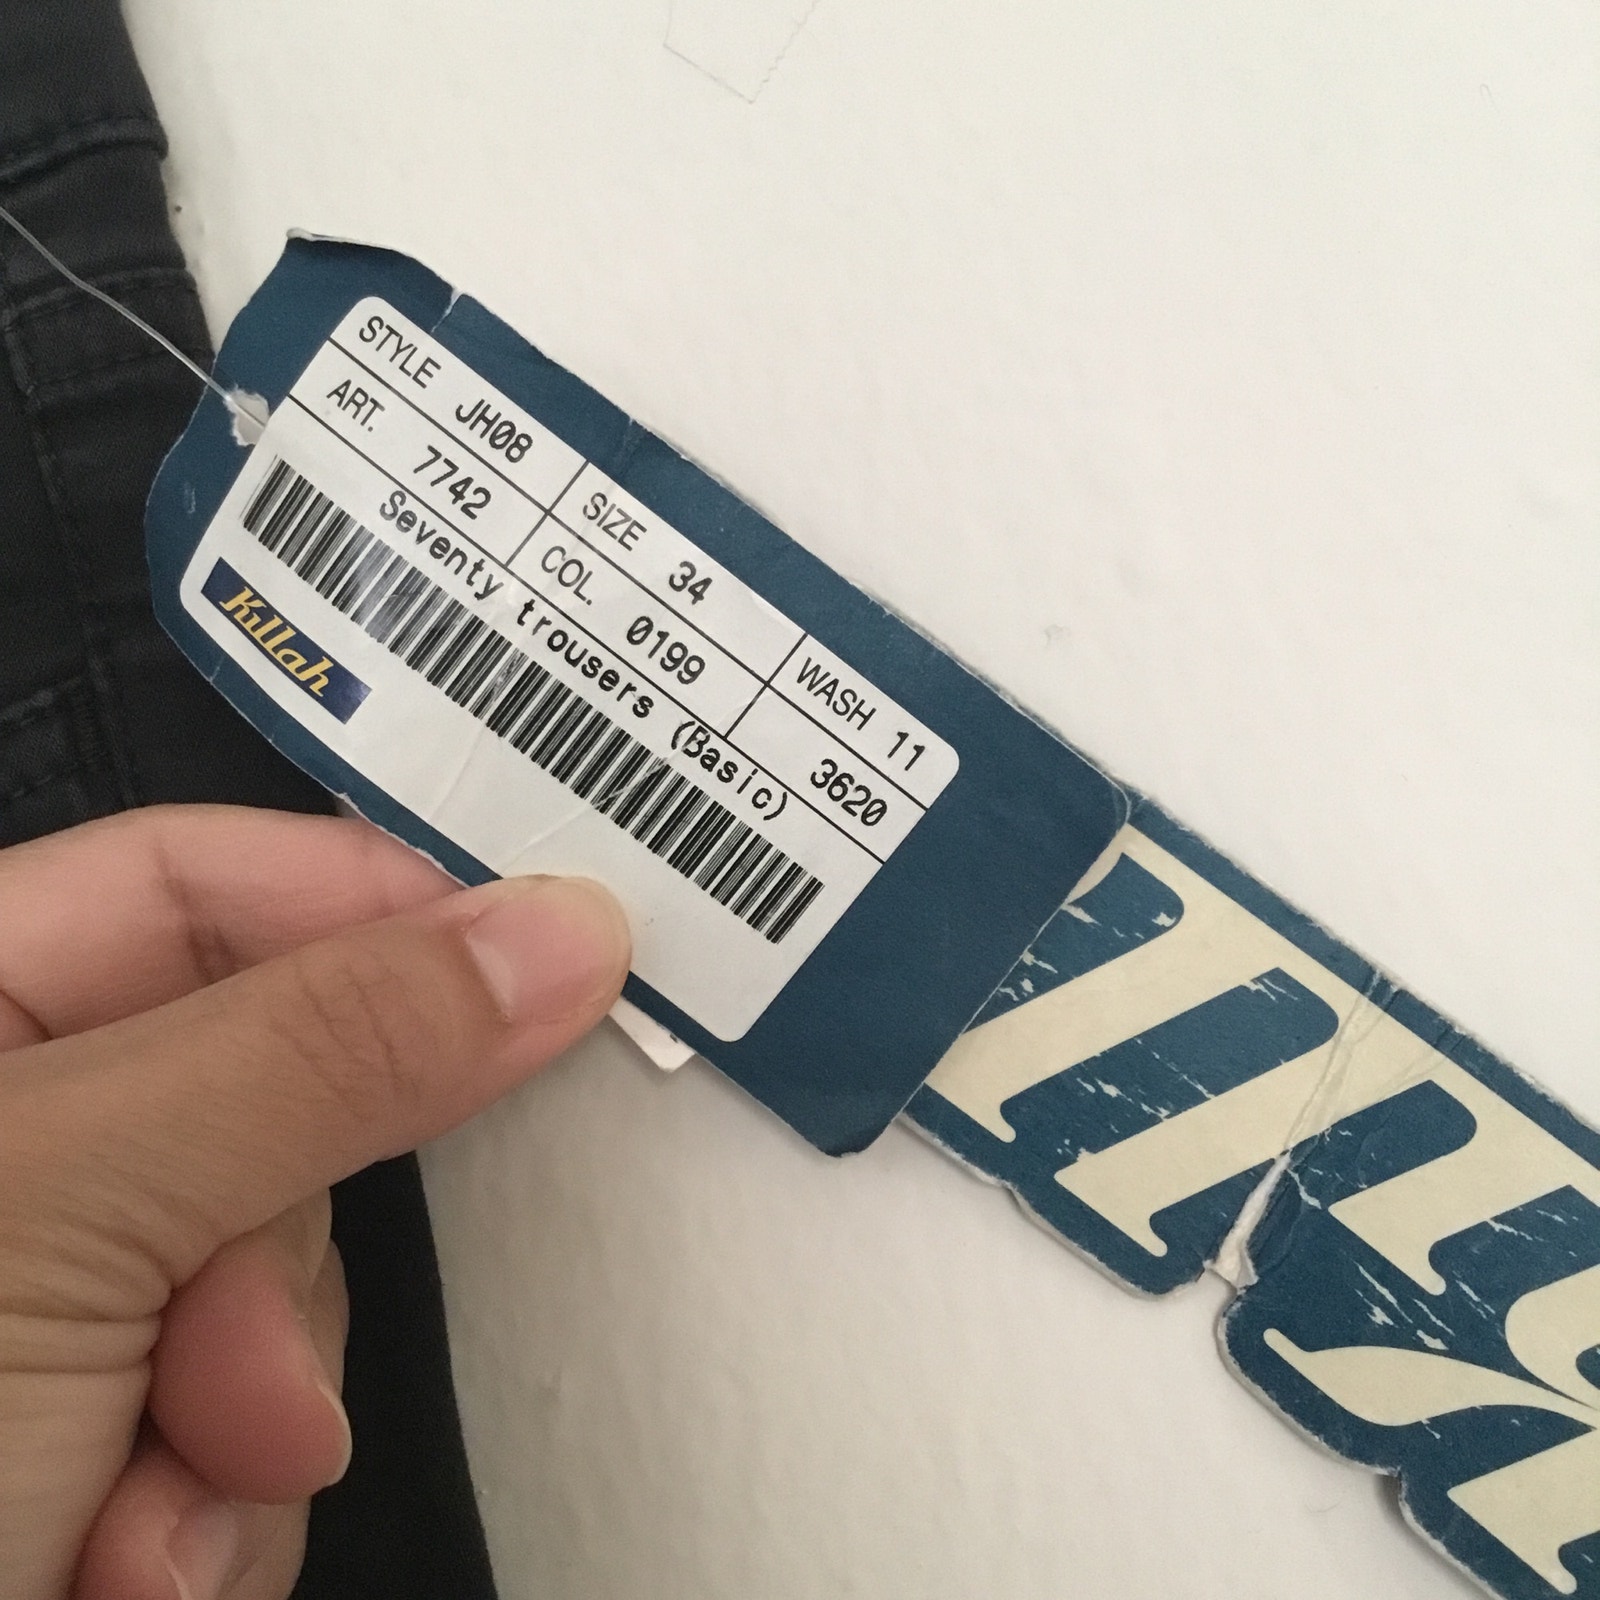 STYLE JH08 SIZE 34 WASH 11
ART. 7742 COL. 0199 3620
Seventy trousers (Basic)
Killah